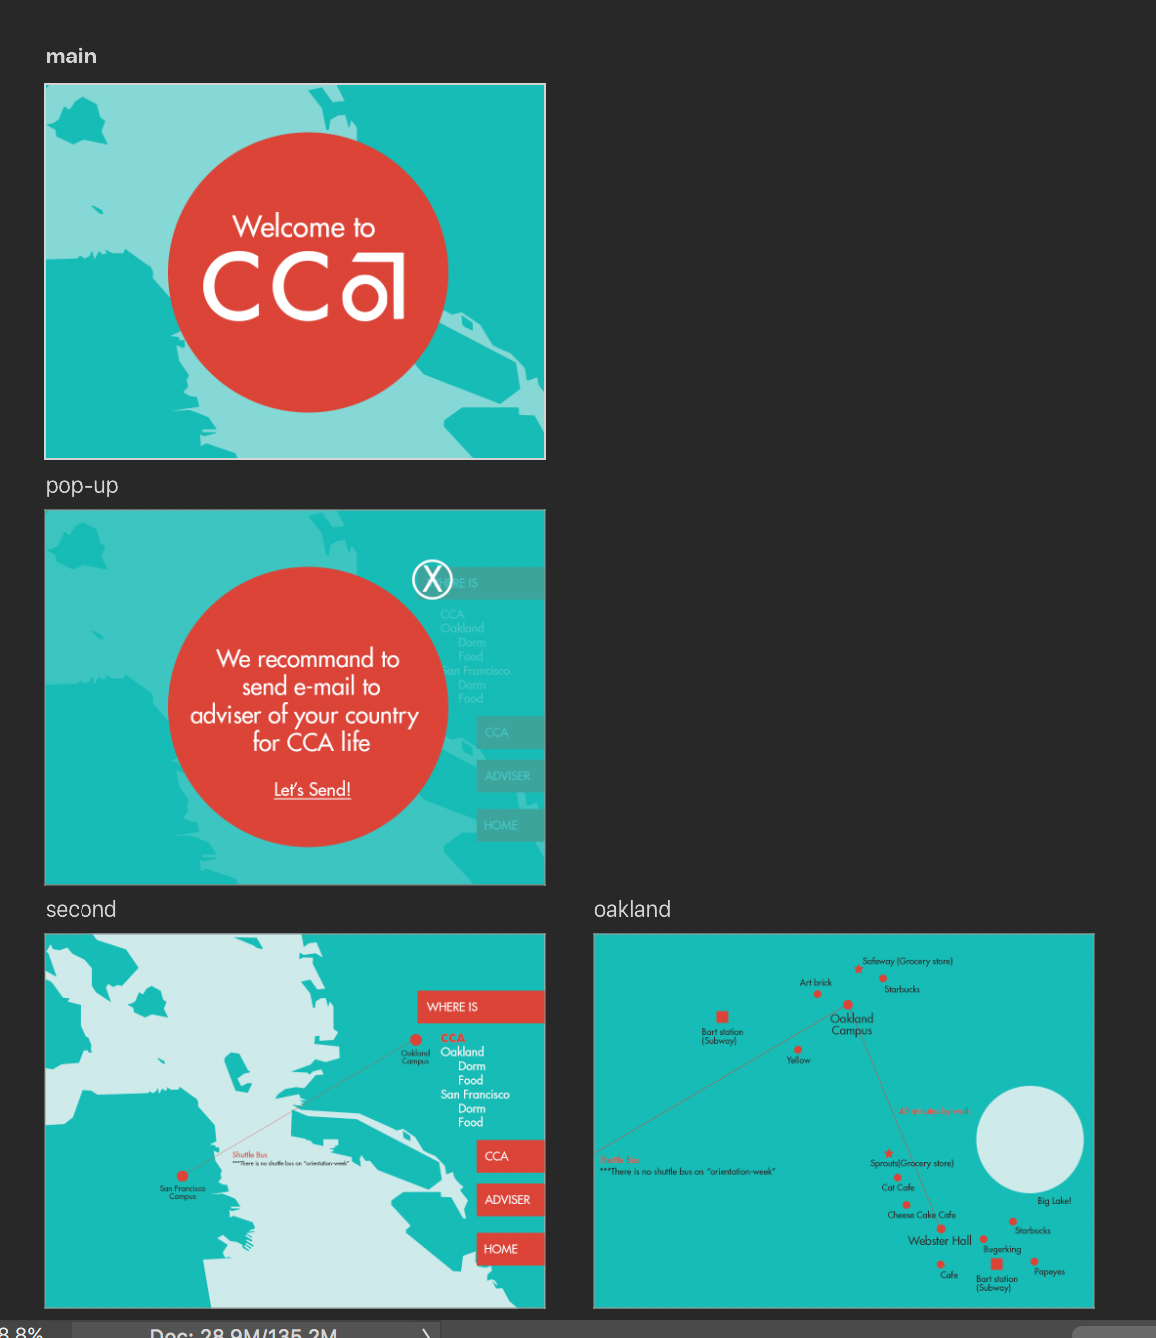 main
Welcome to
CCa
pop-up
X
HERE IS
CCA
Oakland
Dorm
Food
San Francisco
Dorm
Food
We recommand to
send e-mail to
adviser of your country
for CCA life
Let's Send!
CCA
ADVISER
HOME
second
WHERE IS
CCA
Oakland
Dorm
Food
San Francisco
Dorm
Food
Oakland
Campus
Shuttle Bus
***There is no shuttle bus on "orientation-week"
San Francisco
Campus
CCA
ADVISER
HOME
oakland
Safeway (Grocery store)
Art brick
Starbucks
Oakland
Campus
Bart station
(Subway)
Yellow
Shuttle Bus
***There is no shuttle bus on "orientation-week"
Sprouts(Grocery store)
Cat Cafe
Big Lake!
Cheese Cake Cafe
Starbucks
Webster Hall
Bugerking
Cafe
Bart station
(Subway)
Papeyes
8.8%
Doc: 28.9M/135.2M